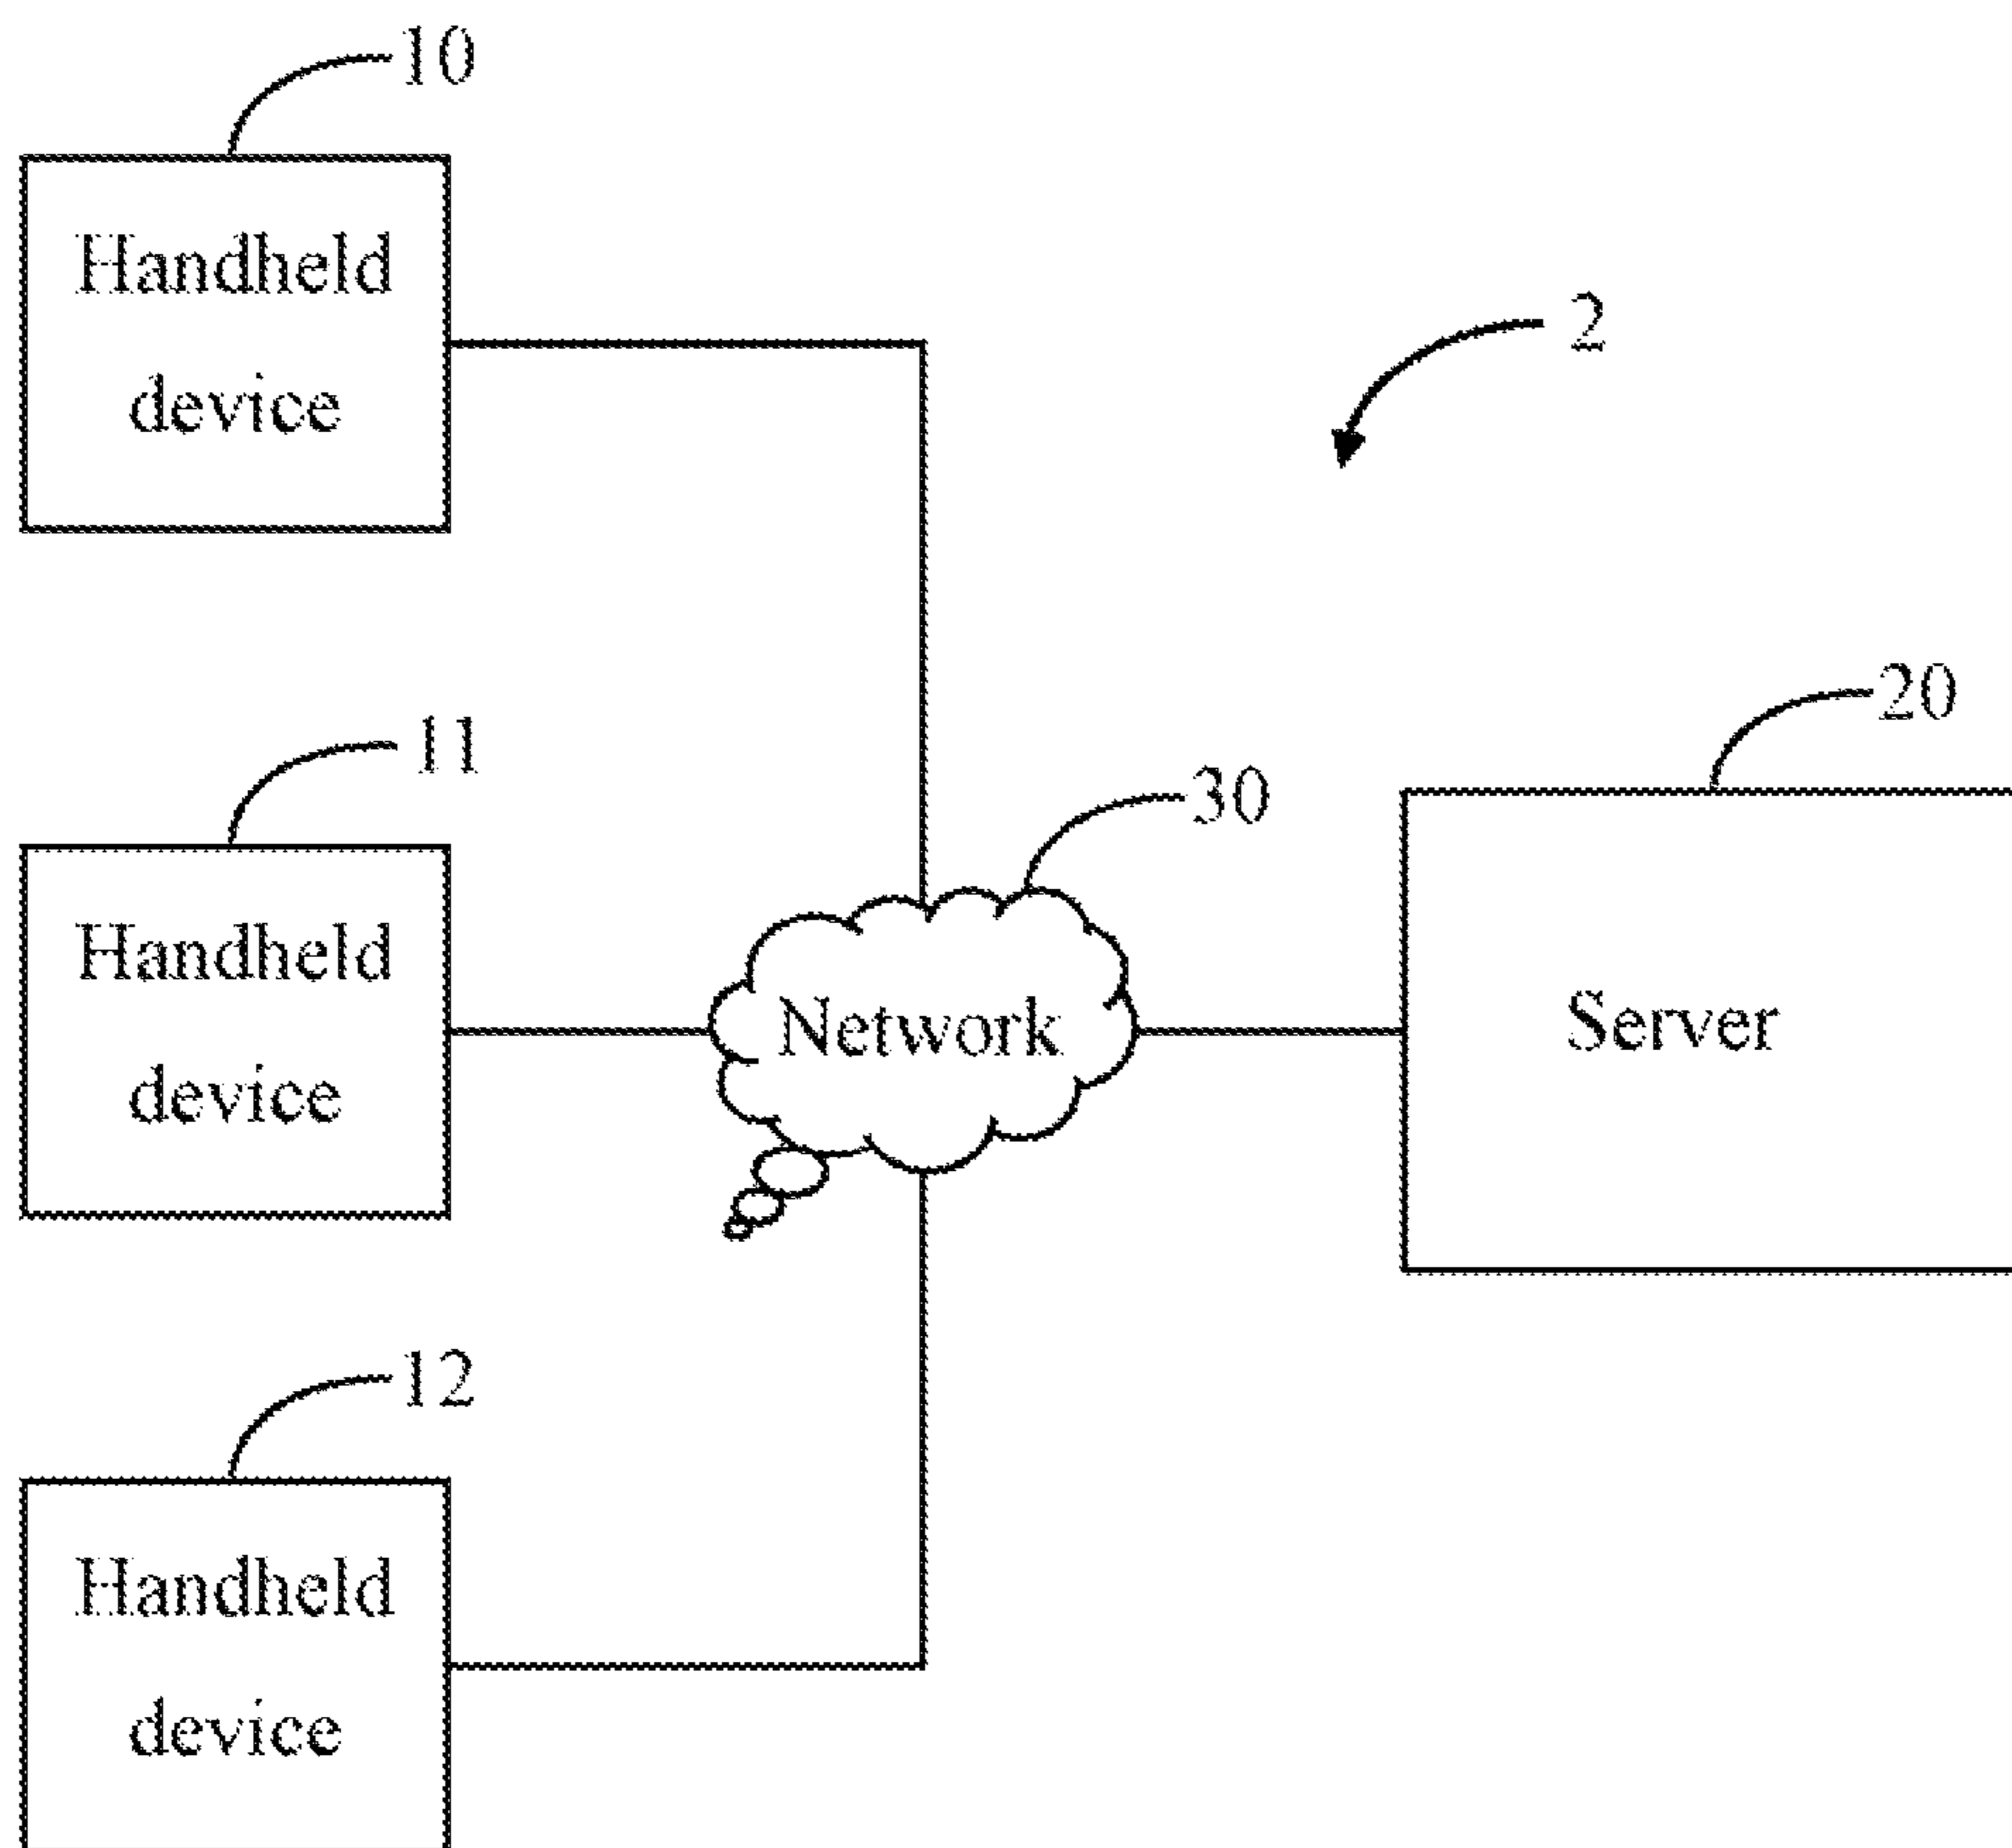 10
Handheld
device
2
11
Handheld
device
30
Network
20
Server
12
Handheld
device